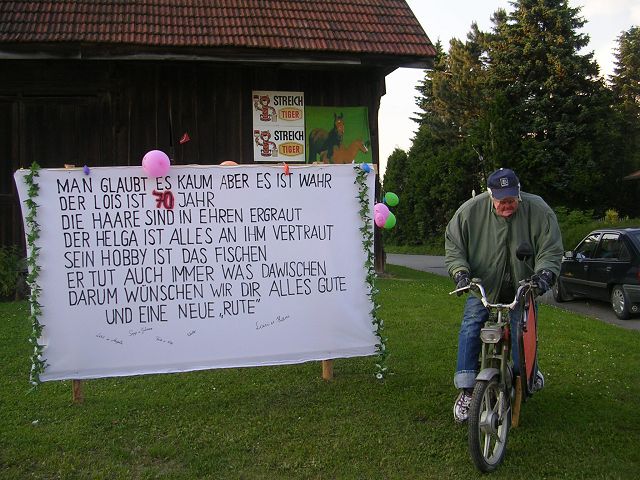 STREICH
TIGER
STREICH
TIGER
MAN GLAUBT ES KAUM ABER ES IST WAHR
DER LOIS IST 70 JAHR
DIE HAARE SIND IN EHREN ERGRAUT
DER HELGA IST ALLES AN IHM VERTRAUT
SEIN HOBBY IST DAS FISCHEN
ER TUT AUCH IMMER WAS DAWISCHEN
DARUM WÜNSCHEN WIR DIR ALLES GUTE
UND EINE NEUE „RUTE"